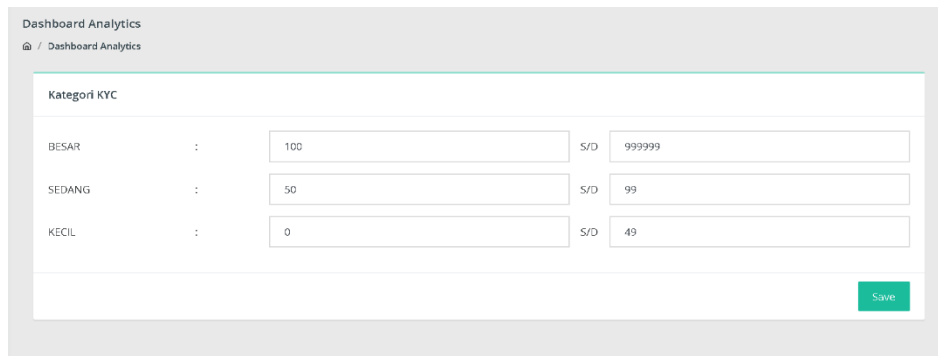 Dashboard Analytics
/ Dashboard Analytics
Kategori KYC
BESAR : 100 S/D 999999
SEDANG : 50 S/D 99
KECIL : 0 S/D 49
Save